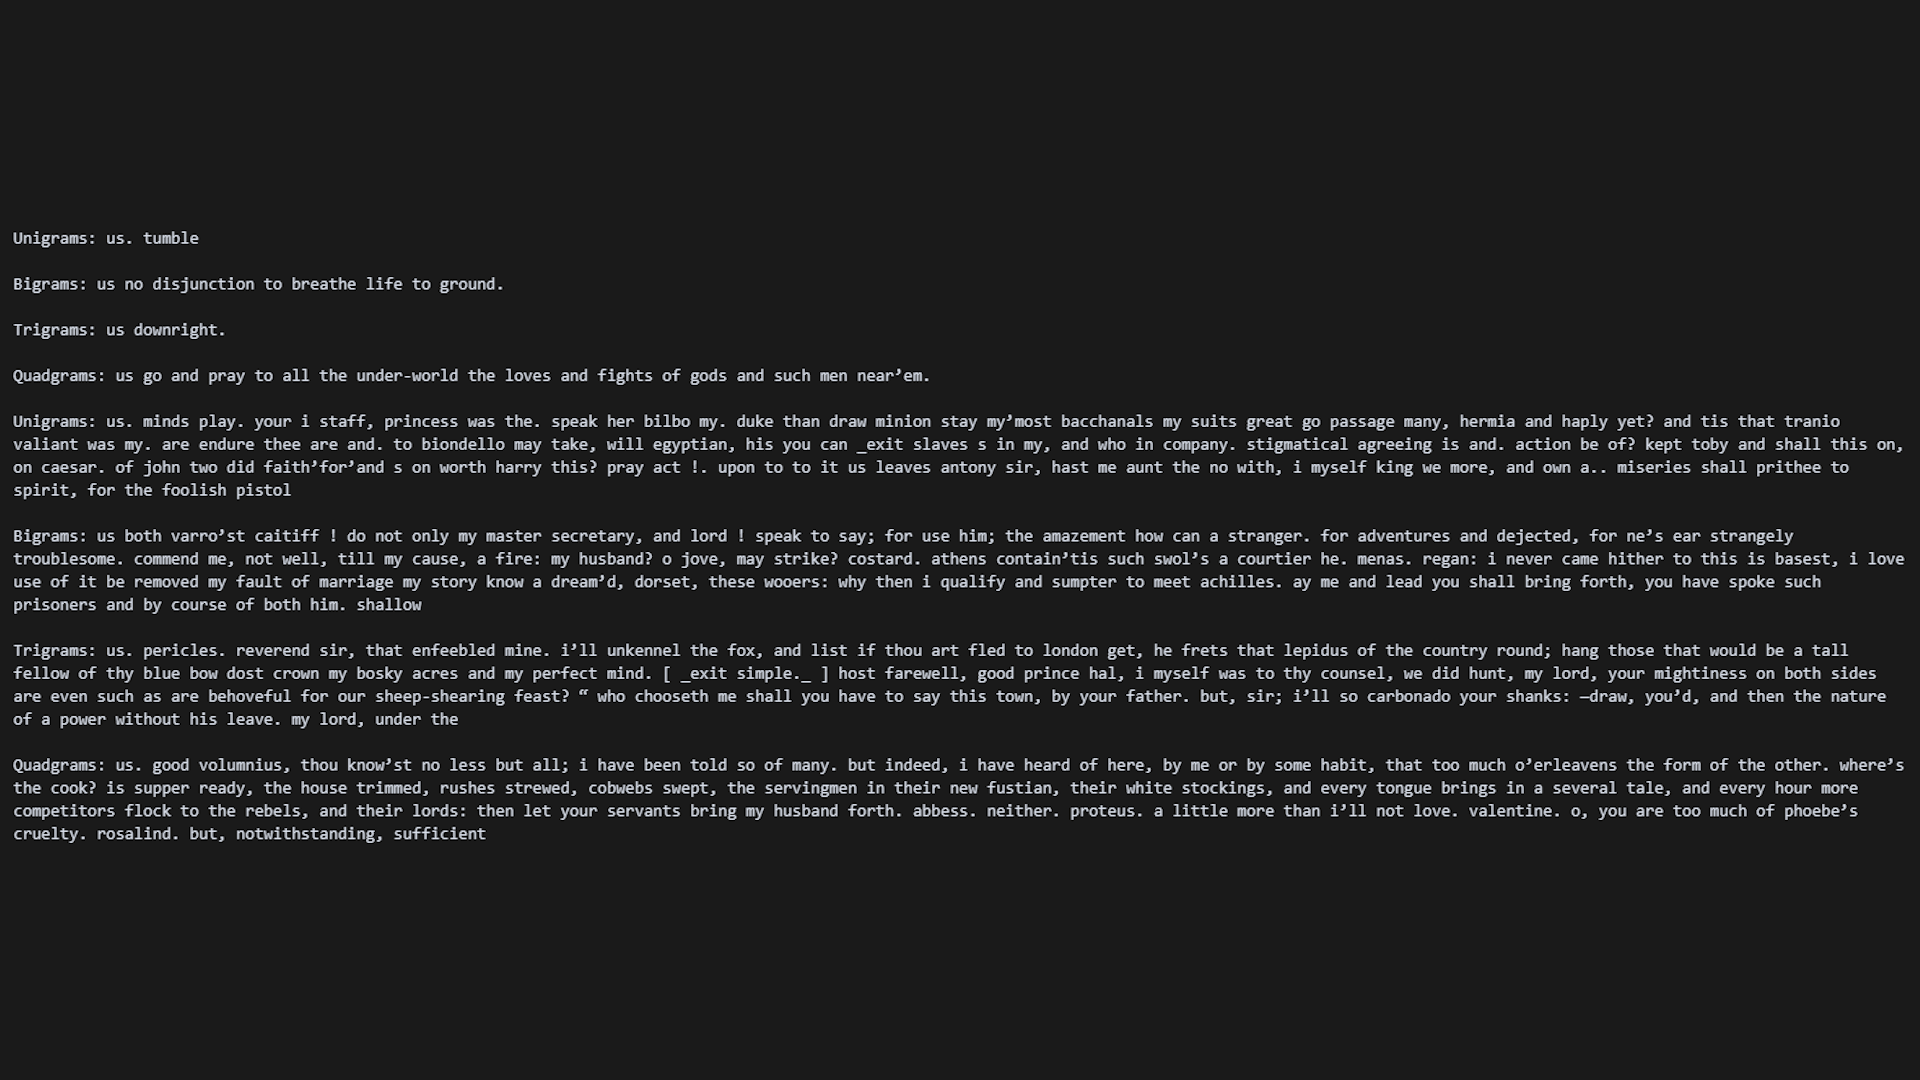 Unigrams: us. tumble
Bigrams: us no disjunction to breathe life to ground.
Trigrams: us downright.
Quadgrams: us go and pray to all the under-world the loves and fights of gods and such men near’em.
Unigrams: us. minds play. your i staff, princess was the. speak her bilbo my. duke than draw minion stay my’most bacchanals my suits great go passage many, hermia and haply yet? and tis that tranio
valiant was my. are endure thee are and. to biondello may take, will egyptian, his you can _exit slaves s in my, and who in company. stigmatical agreeing is and. action be of? kept toby and shall this on,
on caesar. of john two did faith’for’and s on worth harry this? pray act !. upon to to it us leaves antony sir, hast me aunt the no with, i myself king we more, and own a.. miseries shall prithee to
spirit, for the foolish pistol
Bigrams: us both varro’st caitiff ! do not only my master secretary, and lord ! speak to say; for use him; the amazement how can a stranger. for adventures and dejected, for ne’s ear strangely
troublesome. commend me, not well, till my cause, a fire: my husband? o jove, may strike? costard. athens contain’tis such swol’s a courtier he. menas. regan: i never came hither to this is basest, i love
use of it be removed my fault of marriage my story know a dream’d, dorset, these wooers: why then i qualify and sumpter to meet achilles. ay me and lead you shall bring forth, you have spoke such
prisoners and by course of both him. shallow
Trigrams: us. pericles. reverend sir, that enfeebled mine. i’ll unkennel the fox, and list if thou art fled to london get, he frets that lepidus of the country round; hang those that would be a tall
fellow of thy blue bow dost crown my bosky acres and my perfect mind. [ _exit simple._ ] host farewell, good prince hal, i myself was to thy counsel, we did hunt, my lord, your mightiness on both sides
are even such as are behoveful for our sheep-shearing feast? “ who chooseth me shall you have to say this town, by your father. but, sir; i’ll so carbonado your shanks: —draw, you’d, and then the nature
of a power without his leave. my lord, under the
Quadgrams: us. good volumnius, thou know’st no less but all; i have been told so of many. but indeed, i have heard of here, by me or by some habit, that too much o’erleavens the form of the other. where’s
the cook? is supper ready, the house trimmed, rushes strewed, cobwebs swept, the servingmen in their new fustian, their white stockings, and every tongue brings in a several tale, and every hour more
competitors flock to the rebels, and their lords: then let your servants bring my husband forth. abbess. neither. proteus. a little more than i’ll not love. valentine. o, you are too much of phoebe’s
cruelty. rosalind. but, notwithstanding, sufficient